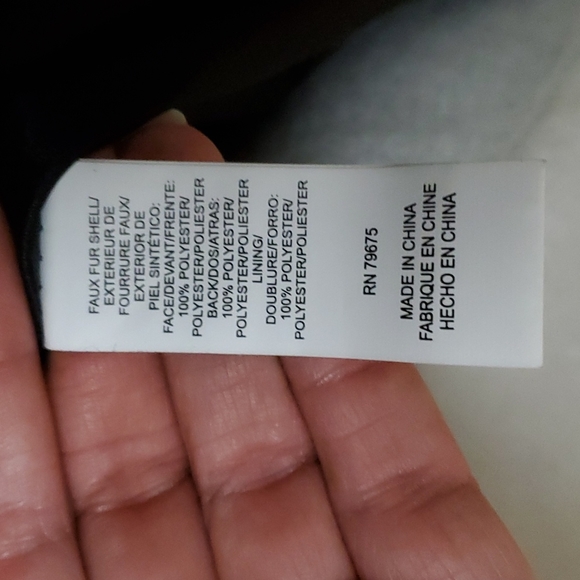 FAUX FUR SHELL/
EXTERIEUR DE
FOURRURE FAUX/
EXTERIOR DE
PIEL SINTÉTICO:
FACE/DEVANT/FRENTE:
100% POLYESTER/
POLYESTER/POLIESTER
BACK/DOS/ATRAS:
100% POLYESTER/
POLYESTER/POLIESTER
LINING/
DOUBLURE/FORRO:
100% POLYESTER/
POLYESTER/POLIESTER
RN 79675
MADE IN CHINA
FABRIQUE EN CHINE
HECHO EN CHINA